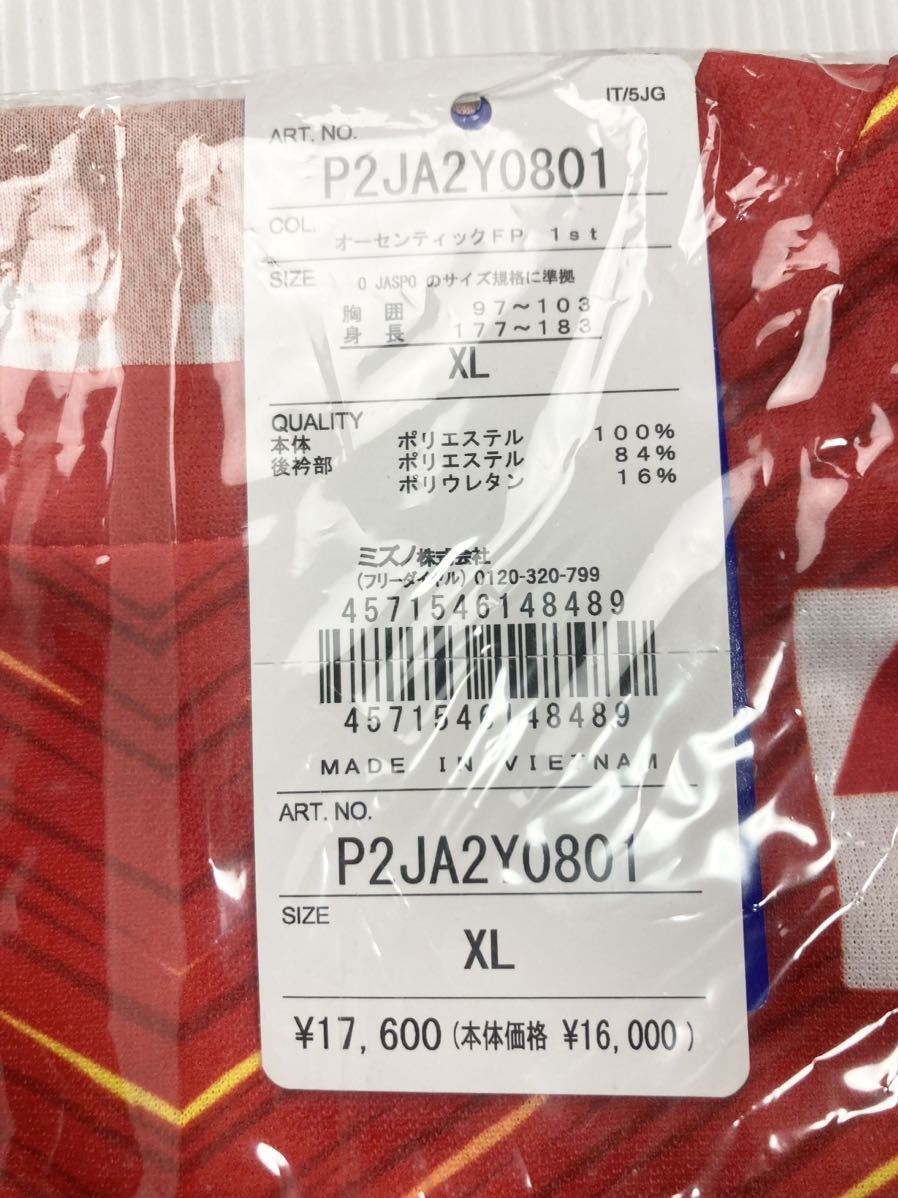 IT/5JG
ART. NO.
P2JA2Y0801
COL.
オーセンティックFP 1st
SIZE
O JASPO のサイズ規格に準拠
胸 囲 97～103
身 長 177～183
XL
QUALITY
本体 ポリエステル 100%
後衿部 ポリエステル 84%
ポリウレタン 16%
ミズノ株式会社
(フリーダイヤル) 0120-320-799
4571546148489
4571546148489
MADE IN VIETNAM
ART. NO.
P2JA2Y0801
SIZE
XL
¥17,600 (本体価格 ¥16,000)